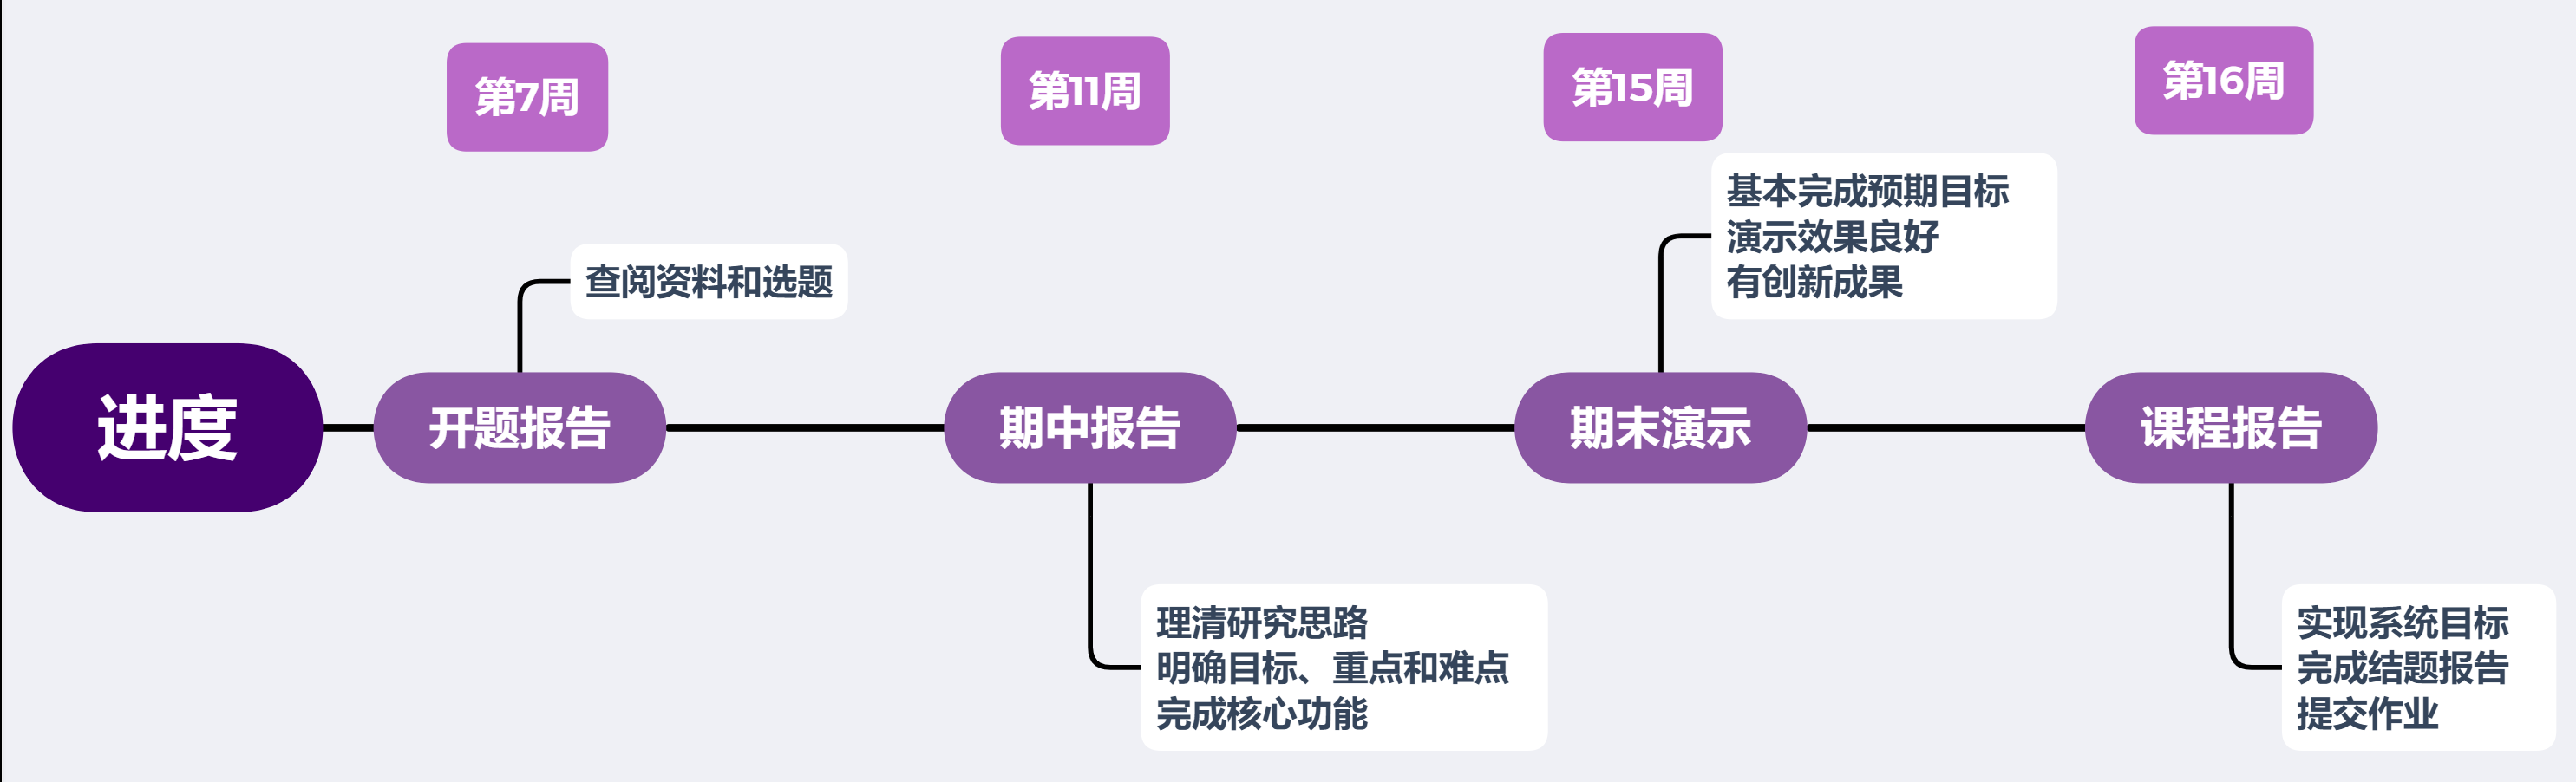 第7周
第11周
第15周
第16周
基本完成预期目标
演示效果良好
有创新成果
查阅资料和选题
进度
开题报告
期中报告
期末演示
课程报告
理清研究思路
明确目标、重点和难点
完成核心功能
实现系统目标
完成结题报告
提交作业